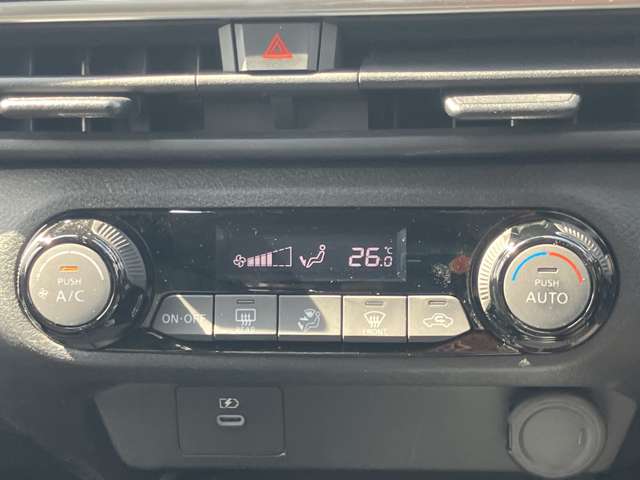 26.0 °C
PUSH
A/C
PUSH
AUTO
ON·OFF
REAR
FRONT